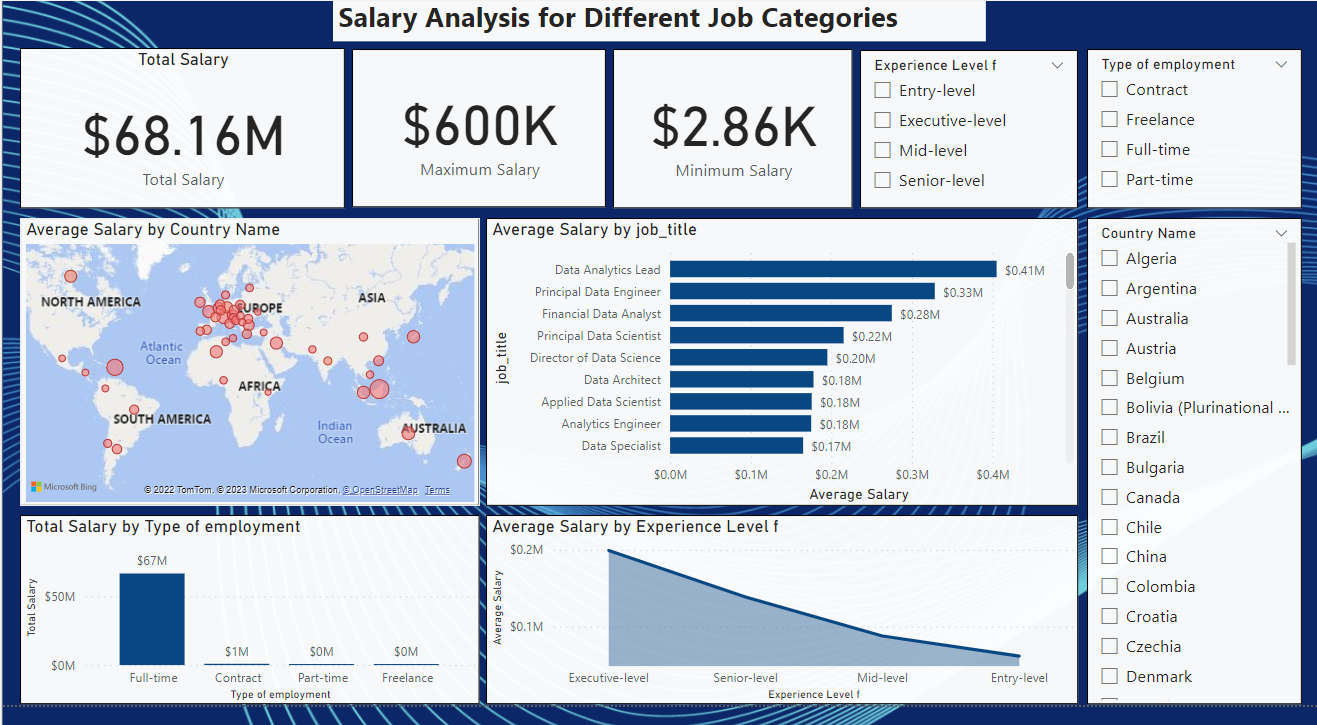 Salary Analysis for Different Job Categories
Total Salary
$68.16M
Total Salary
$600K
Maximum Salary
$2.86K
Minimum Salary
Experience Level f
Entry-level
Executive-level
Mid-level
Senior-level
Type of employment
Contract
Freelance
Full-time
Part-time
Average Salary by Country Name
NORTH AMERICA
EUROPE
ASIA
Atlantic
Ocean
AFRICA
SOUTH AMERICA
Indian
Ocean
AUSTRALIA
Microsoft Bing
© 2022 TomTom, © 2023 Microsoft Corporation, © OpenStreetMap Terms
Average Salary by job_title
job_title
Data Analytics Lead $0.41M
Principal Data Engineer $0.33M
Financial Data Analyst $0.28M
Principal Data Scientist $0.22M
Director of Data Science $0.20M
Data Architect $0.18M
Applied Data Scientist $0.18M
Analytics Engineer $0.18M
Data Specialist $0.17M
$0.0M $0.1M $0.2M $0.3M $0.4M
Average Salary
Country Name
Algeria
Argentina
Australia
Austria
Belgium
Bolivia (Plurinational ...
Brazil
Bulgaria
Canada
Chile
China
Colombia
Croatia
Czechia
Denmark
Total Salary by Type of employment
Total Salary
$67M
$50M
$1M $0M $0M
$0M
Full-time Contract Part-time Freelance
Type of employment
Average Salary by Experience Level f
Average Salary
$0.2M
$0.1M
Executive-level Senior-level Mid-level Entry-level
Experience Level f